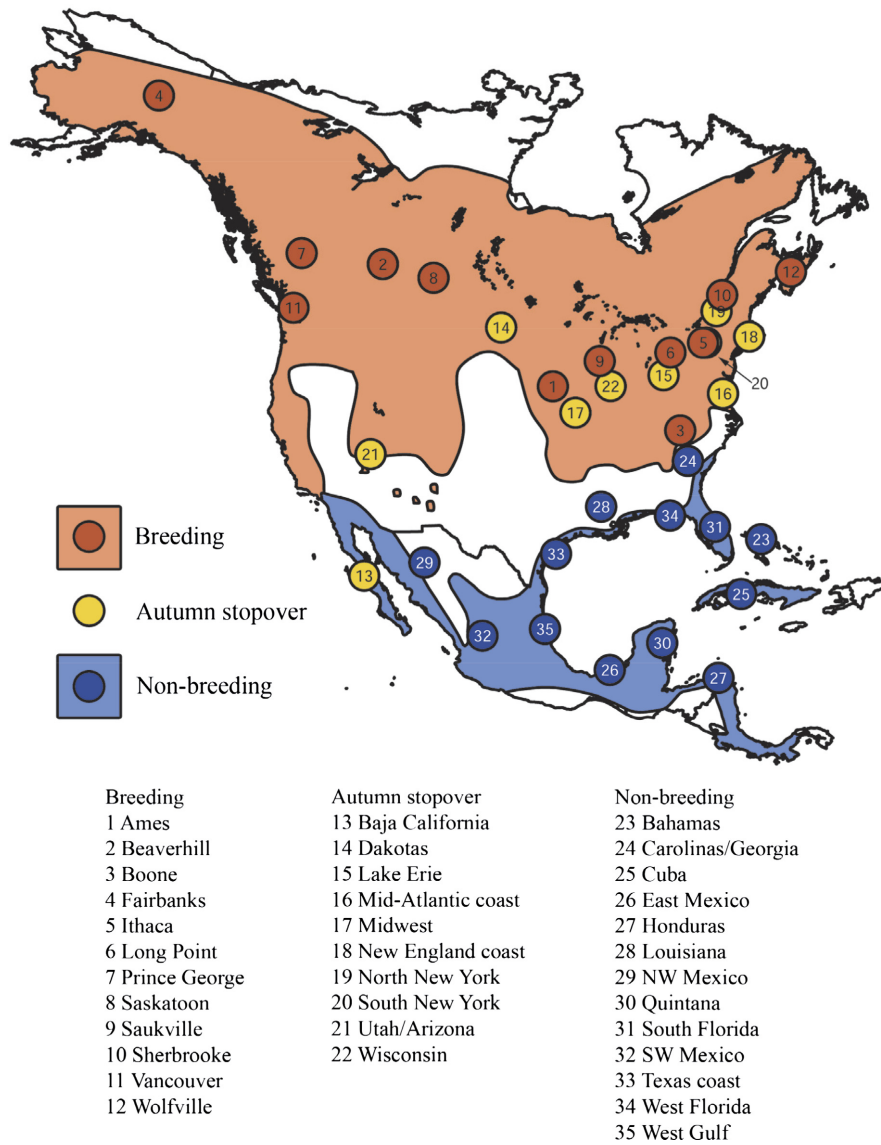 4
7
2
8
12
10
19
11
14
18
5
6
9
20
15
1
22
16
17
3
21
24
28
34
31
23
33
29
13
25
35
32
30
26
27
Breeding
Autumn stopover
Non-breeding
Breeding
1 Ames
2 Beaverhill
3 Boone
4 Fairbanks
5 Ithaca
6 Long Point
7 Prince George
8 Saskatoon
9 Saukville
10 Sherbrooke
11 Vancouver
12 Wolfville
Autumn stopover
13 Baja California
14 Dakotas
15 Lake Erie
16 Mid-Atlantic coast
17 Midwest
18 New England coast
19 North New York
20 South New York
21 Utah/Arizona
22 Wisconsin
Non-breeding
23 Bahamas
24 Carolinas/Georgia
25 Cuba
26 East Mexico
27 Honduras
28 Louisiana
29 NW Mexico
30 Quintana
31 South Florida
32 SW Mexico
33 Texas coast
34 West Florida
35 West Gulf